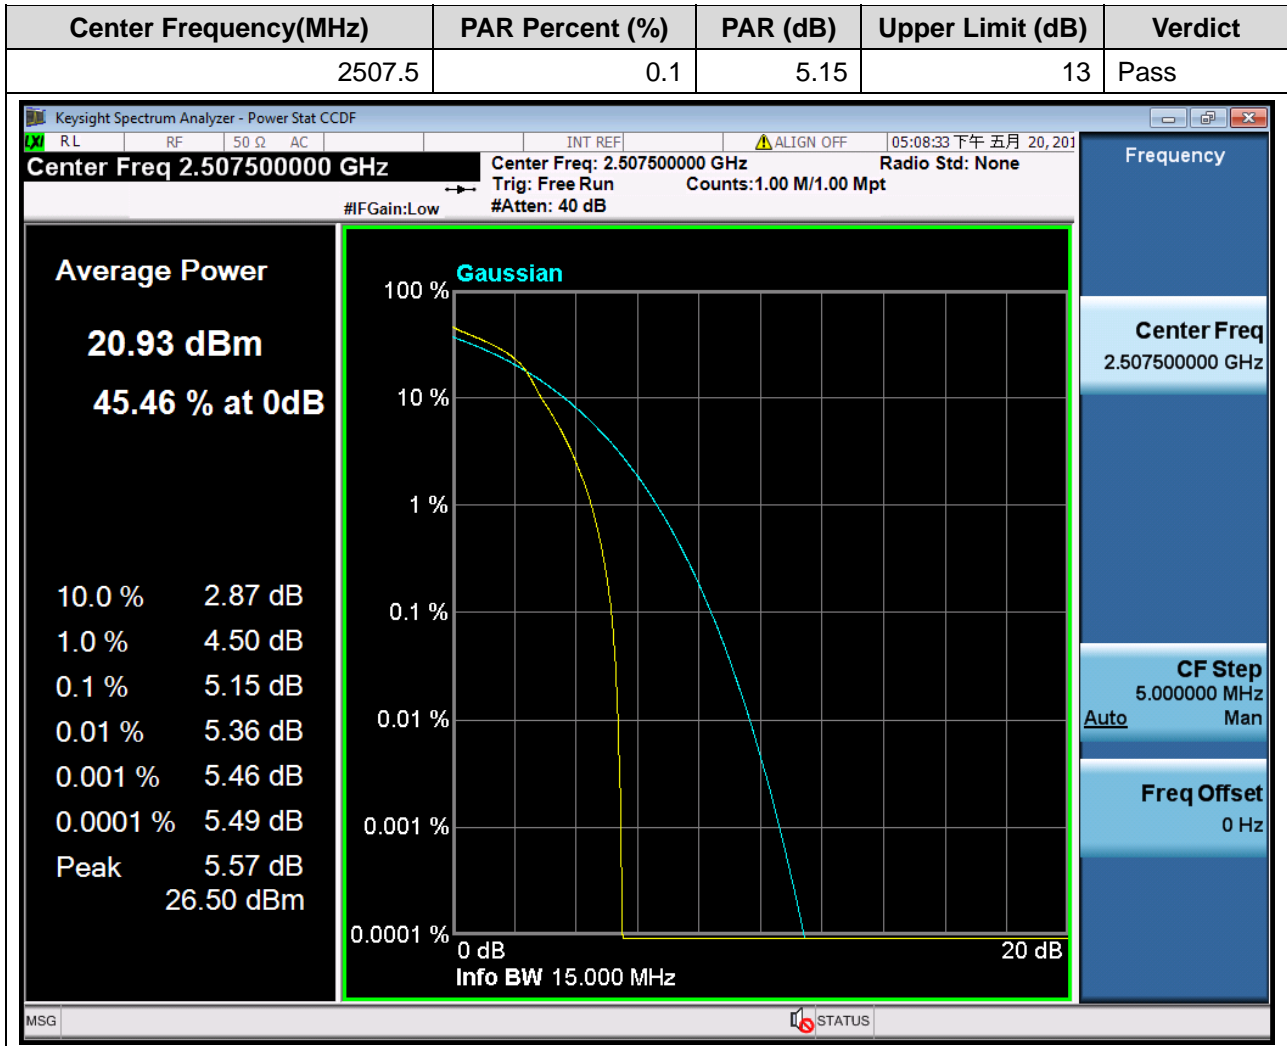 Center Frequency(MHz) PAR Percent (%) PAR (dB) Upper Limit (dB) Verdict
2507.5 0.1 5.15 13 Pass
Keysight Spectrum Analyzer - Power Stat CCDF
LXI RL RF 50 Ω AC INT REF ALIGN OFF 05:08:33 下午 五月 20, 201
Center Freq 2.507500000 GHz
Center Freq: 2.507500000 GHz Radio Std: None
Trig: Free Run Counts:1.00 M/1.00 Mpt
#IFGain:Low #Atten: 40 dB
Frequency
Average Power
20.93 dBm
45.46 % at 0dB
10.0 % 2.87 dB
1.0 % 4.50 dB
0.1 % 5.15 dB
0.01 % 5.36 dB
0.001 % 5.46 dB
0.0001 % 5.49 dB
Peak 5.57 dB
26.50 dBm
Gaussian
100 %
10 %
1 %
0.1 %
0.01 %
0.001 %
0.0001 %
0 dB 20 dB
Info BW 15.000 MHz
Center Freq
2.507500000 GHz
CF Step
5.000000 MHz
Auto Man
Freq Offset
0 Hz
MSG STATUS